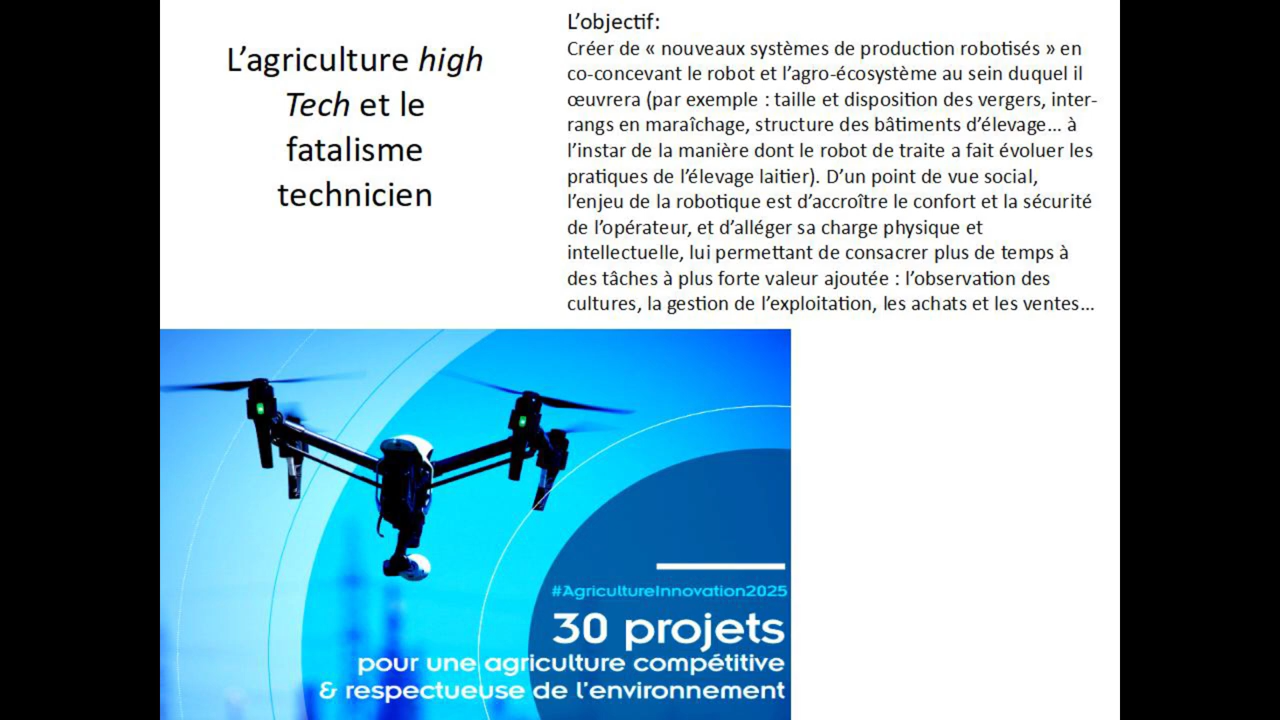 L’agriculture high
Tech et le
fatalisme
technicien
L’objectif:
Créer de « nouveaux systèmes de production robotisés » en
co-concevant le robot et l’agro-écosystème au sein duquel il
œuvrera (par exemple : taille et disposition des vergers, inter-
rangs en maraîchage, structure des bâtiments d’élevage... à
l’instar de la manière dont le robot de traite a fait évoluer les
pratiques de l’élevage laitier). D’un point de vue social,
l’enjeu de la robotique est d’accroître le confort et la sécurité
de l’opérateur, et d’alléger sa charge physique et
intellectuelle, lui permettant de consacrer plus de temps à
des tâches à plus forte valeur ajoutée : l’observation des
cultures, la gestion de l’exploitation, les achats et les ventes...
#AgricultureInnovation2025
30 projets
pour une agriculture compétitive
& respectueuse de l’environnement